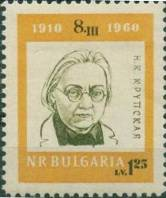 1910 8.III 1960
Н. К. КРУПСКАЯ
NR BULGARIA
LV. 1.25